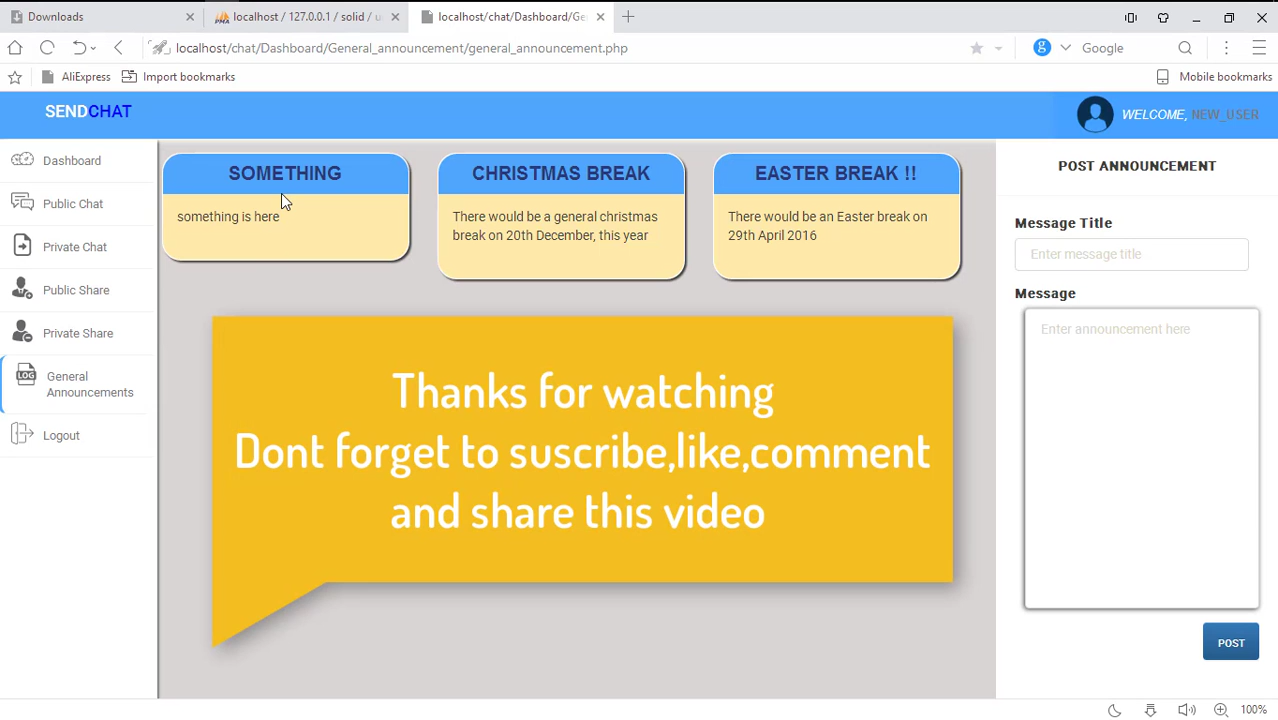 Downloads
localhost / 127.0.0.1 / solid / u
localhost/chat/Dashboard/Ge
localhost/chat/Dashboard/General_announcement/general_announcement.php
Google
AliExpress
Import bookmarks
Mobile bookmarks
SENDCHAT
WELCOME, NEW_USER
Dashboard
Public Chat
Private Chat
Public Share
Private Share
LOG
General
Announcements
Logout
SOMETHING
something is here
CHRISTMAS BREAK
There would be a general christmas
break on 20th December, this year
EASTER BREAK !!
There would be an Easter break on
29th April 2016
Thanks for watching
Dont forget to suscribe,like,comment
and share this video
POST ANNOUNCEMENT
Message Title
Enter message title
Message
Enter announcement here
POST
100%